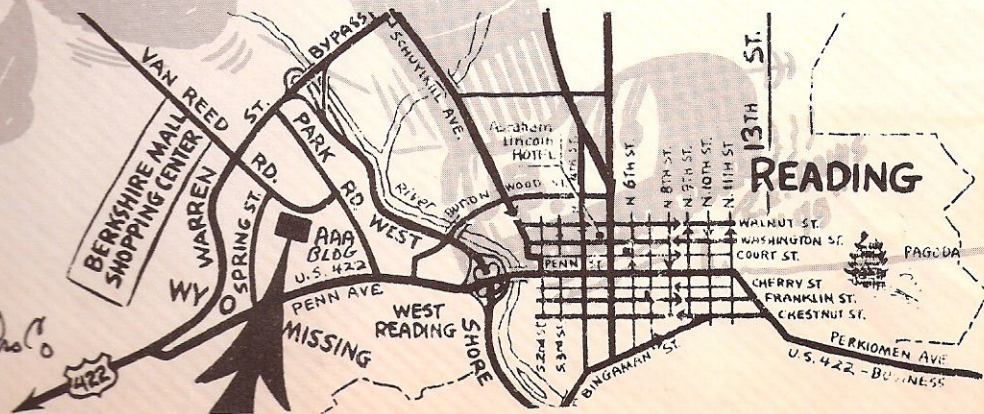 VAN REED RD.
BERKSHIRE MALL
SHOPPING CENTER
WARREN ST. BYPASS
PARK RD.
WEST SHORE
SPRING ST.
WY
AAA
BLDG
U.S. 422
PENN AVE
MISSING
WEST
READING
422
SCHUYLKILL AVE.
River
BUTTONWOOD ST.
Abraham
Lincoln
HOTEL
4TH ST.
N 6TH ST.
N 8TH ST.
N 9TH ST.
N. 10TH ST.
N. 11TH ST.
13TH ST.
READING
WALNUT ST.
WASHINGTON ST.
COURT ST.
PENN ST.
CHERRY ST
FRANKLIN ST.
CHESTNUT ST.
PAGODA
S. 2nd ST
S. 3rd ST
BINGAMAN ST.
PERKIOMEN AVE.
U.S. 422 - BUSINESS